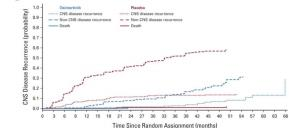 CNS Disease Recurrence (probability)
1.0
0.9
0.8
0.7
0.6
0.5
0.4
0.3
0.2
0.1
0.0
Osimertinib Placebo
CNS disease recurrence CNS disease recurrence
Non-CNS disease recurrence Non-CNS disease recurrence
Death Death
0 3 6 9 12 15 18 21 24 27 30 33 36 39 42 45 48 51 54 57 60 63 66
Time Since Random Assignment (months)